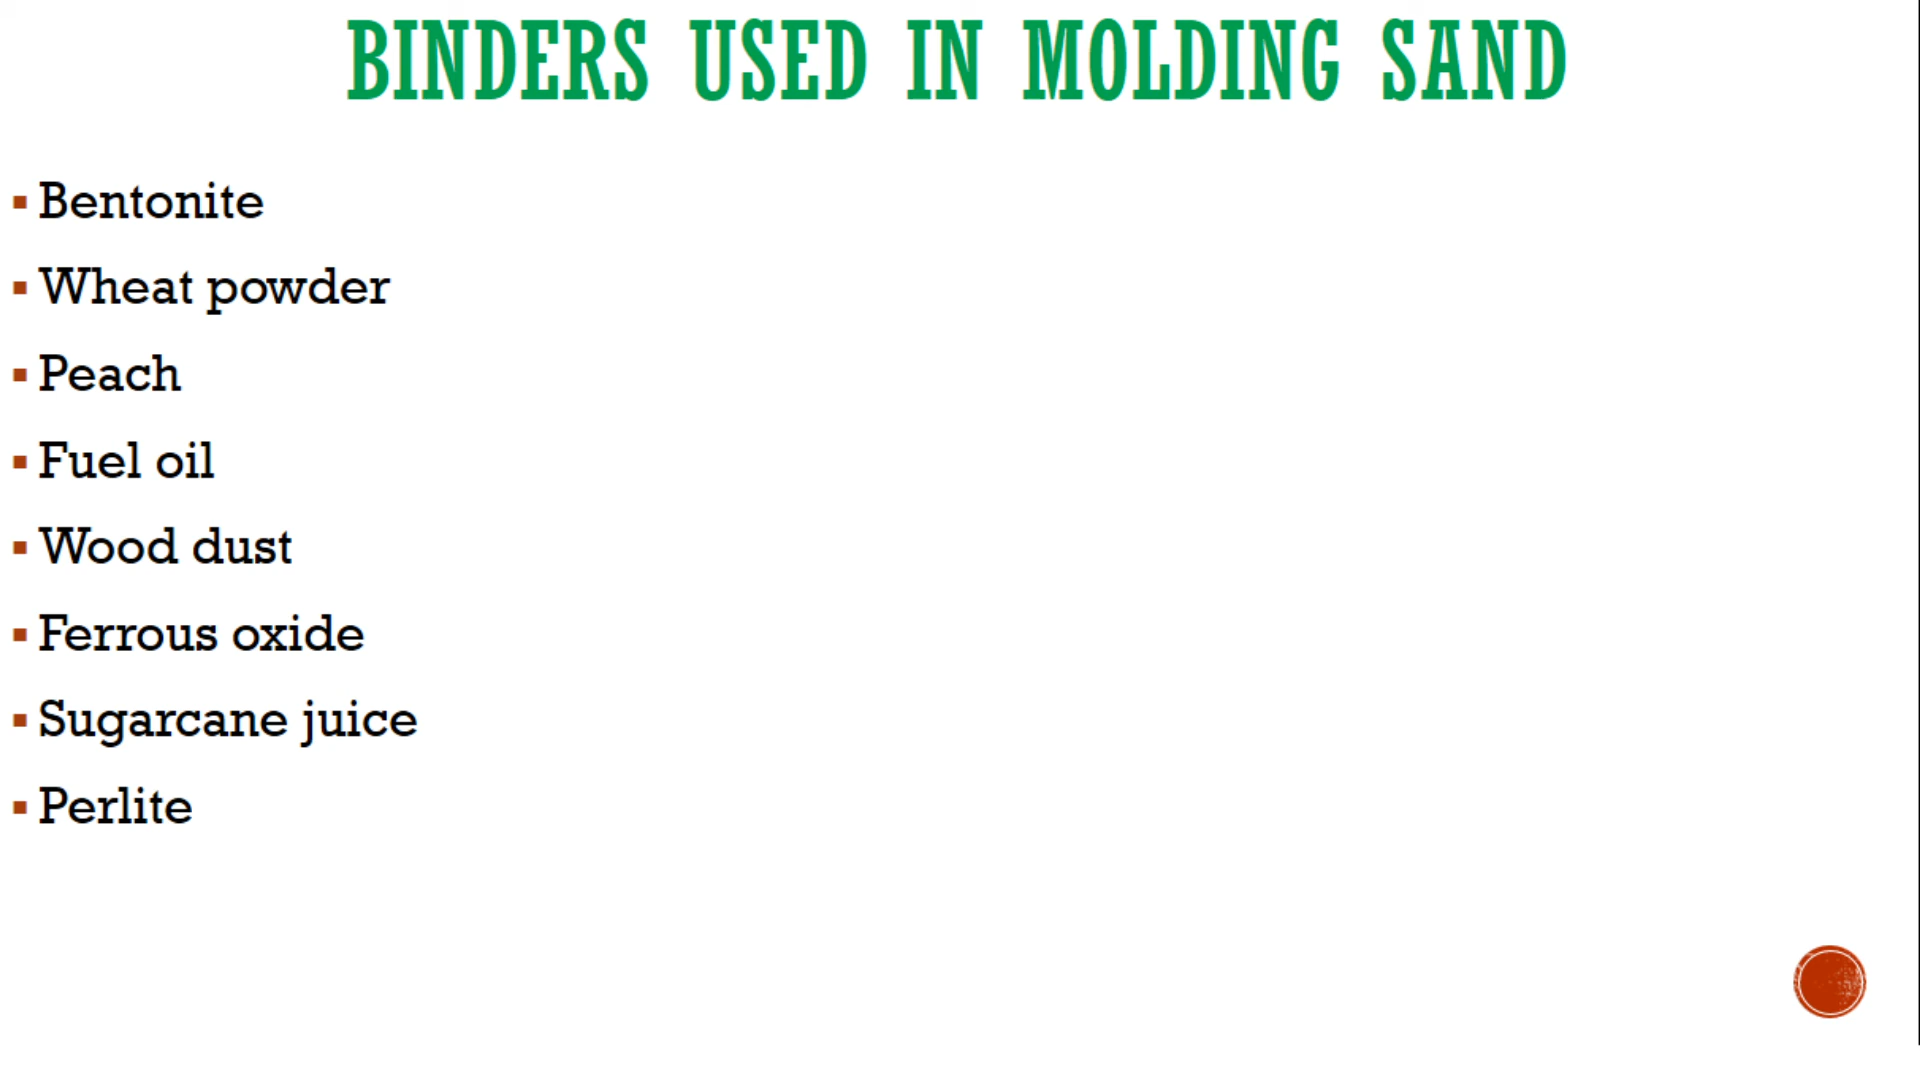 BINDERS USED IN MOLDING SAND
▪ Bentonite
▪ Wheat powder
▪ Peach
▪ Fuel oil
▪ Wood dust
▪ Ferrous oxide
▪ Sugarcane juice
▪ Perlite